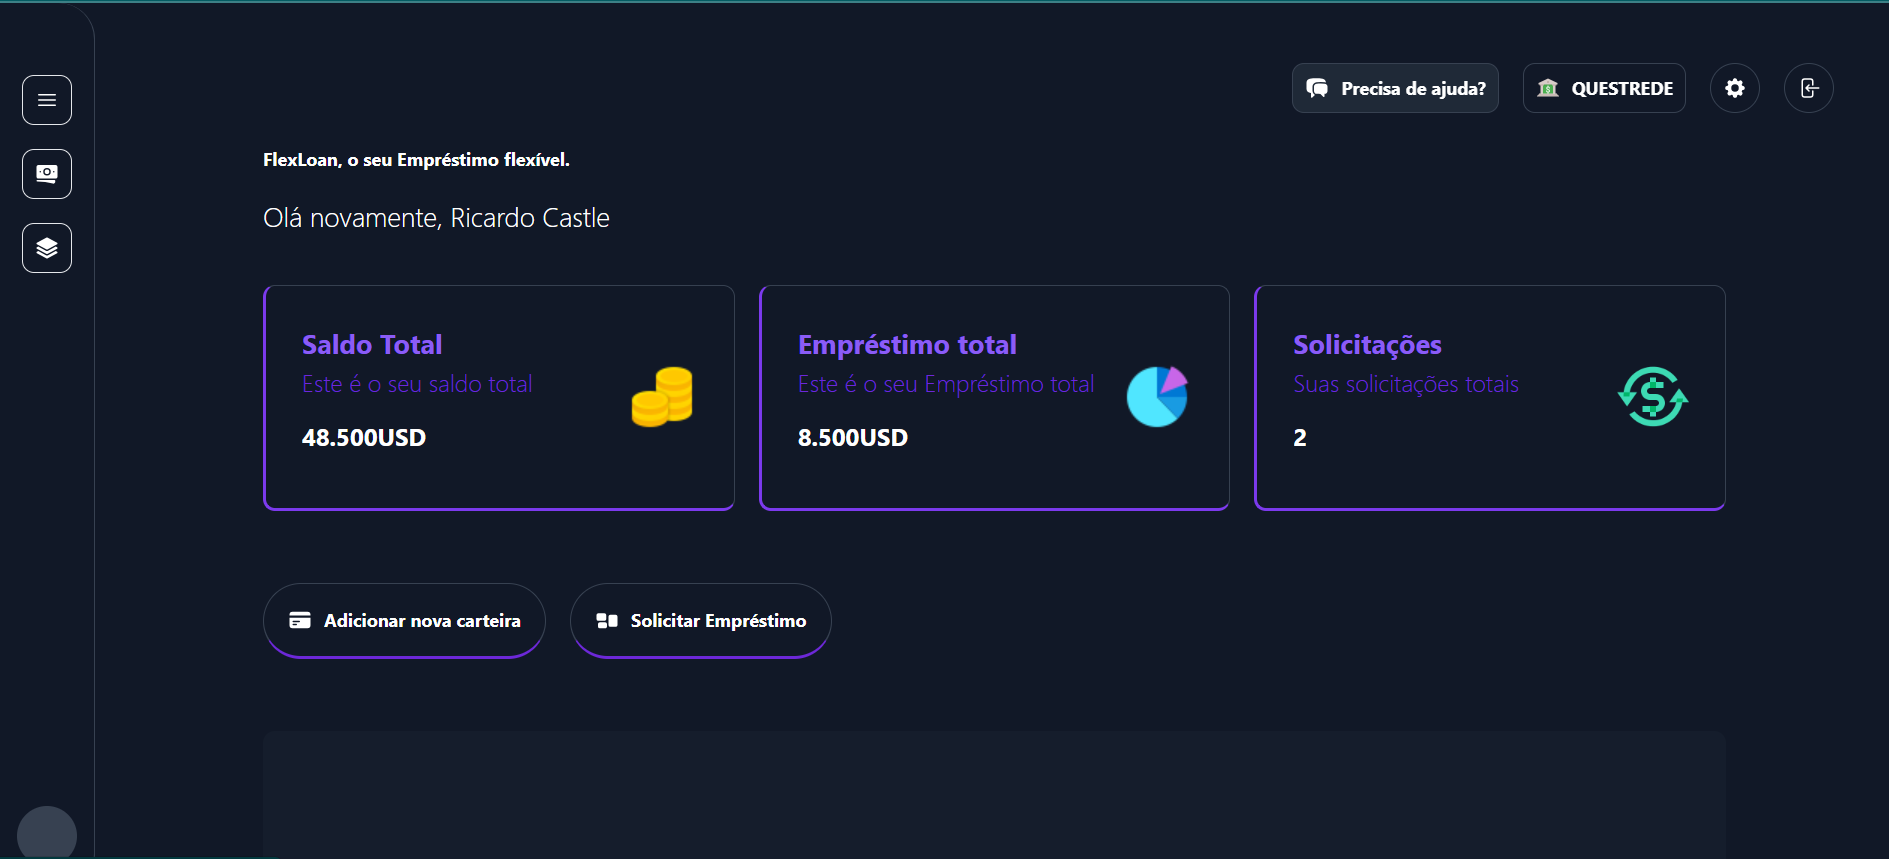 Precisa de ajuda?
QUESTREDE
FlexLoan, o seu Empréstimo flexível.
Olá novamente, Ricardo Castle
Saldo Total
Este é o seu saldo total
48.500USD
Empréstimo total
Este é o seu Empréstimo total
8.500USD
Solicitações
Suas solicitações totais
2
Adicionar nova carteira
Solicitar Empréstimo